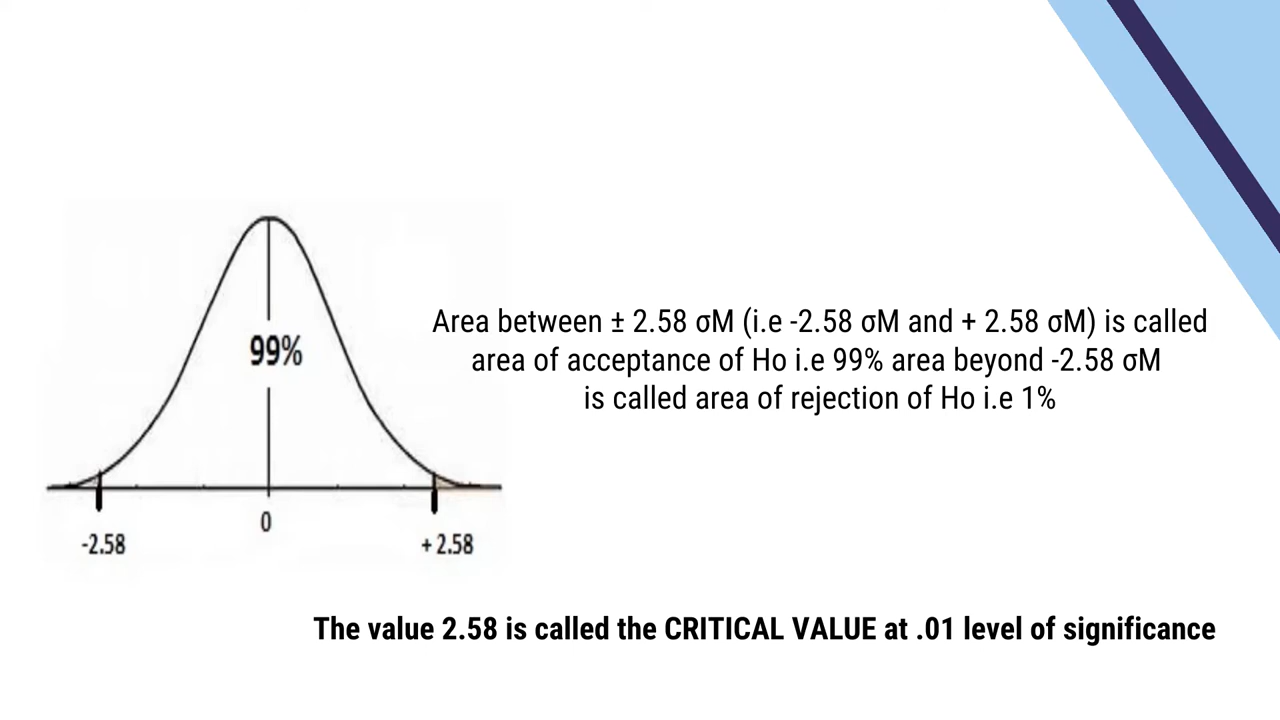 99%
Area between ± 2.58 σM (i.e -2.58 σM and + 2.58 σM) is called
area of acceptance of Ho i.e 99% area beyond -2.58 σM
is called area of rejection of Ho i.e 1%
0
-2.58
+ 2.58
The value 2.58 is called the CRITICAL VALUE at .01 level of significance